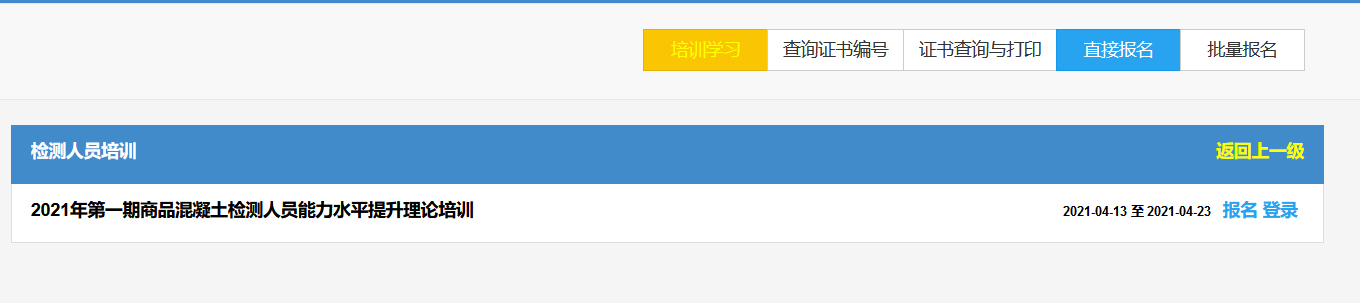 培训学习 查询证书编号 证书查询与打印 直接报名 批量报名
检测人员培训 返回上一级
2021年第一期商品混凝土检测人员能力水平提升理论培训 2021-04-13 至 2021-04-23 报名 登录